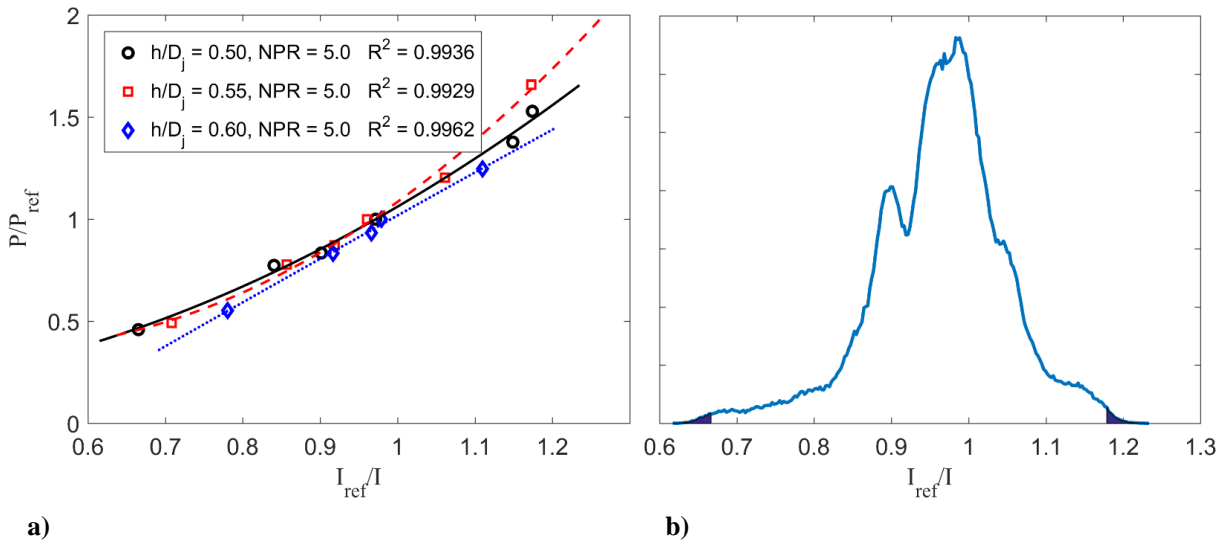 2
1.5
1
0.5
0
P/P_ref
h/D_j = 0.50, NPR = 5.0 R^2 = 0.9936
h/D_j = 0.55, NPR = 5.0 R^2 = 0.9929
h/D_j = 0.60, NPR = 5.0 R^2 = 0.9962
0.6 0.7 0.8 0.9 1 1.1 1.2
I_ref/I
a)
0.6 0.7 0.8 0.9 1 1.1 1.2 1.3
I_ref/I
b)